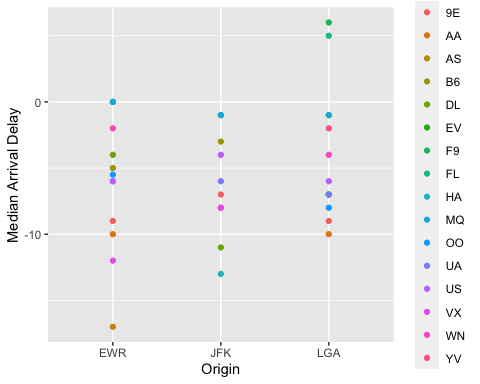 Median Arrival Delay
0
-10
EWR
JFK
LGA
Origin
9E
AA
AS
B6
DL
EV
F9
FL
HA
MQ
OO
UA
US
VX
WN
YV